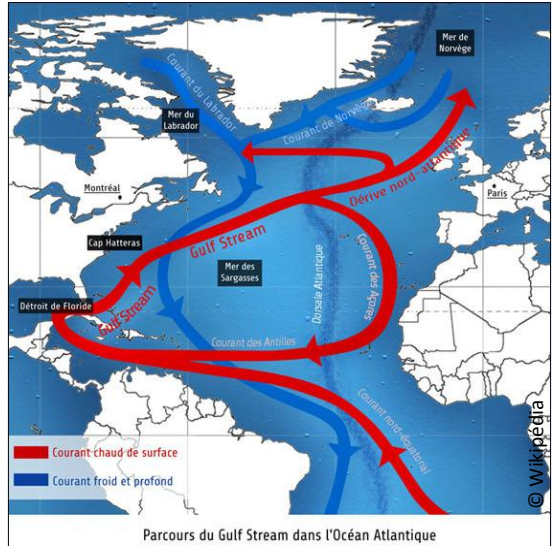 Mer de
Norvège
Courant du Labrador
Mer du
Labrador
Courant de Norvège
Dérive nord-atlantique
Montréal
Paris
Cap Hatteras
Gulf Stream
Mer des
Sargasses
Dorsale Atlantique
Courant des Açores
Détroit de Floride
Gulf Stream
Courant des Antilles
Courant nord-équatorial
Courant chaud de surface
Courant froid et profond
© Wikipédia
Parcours du Gulf Stream dans l'Océan Atlantique